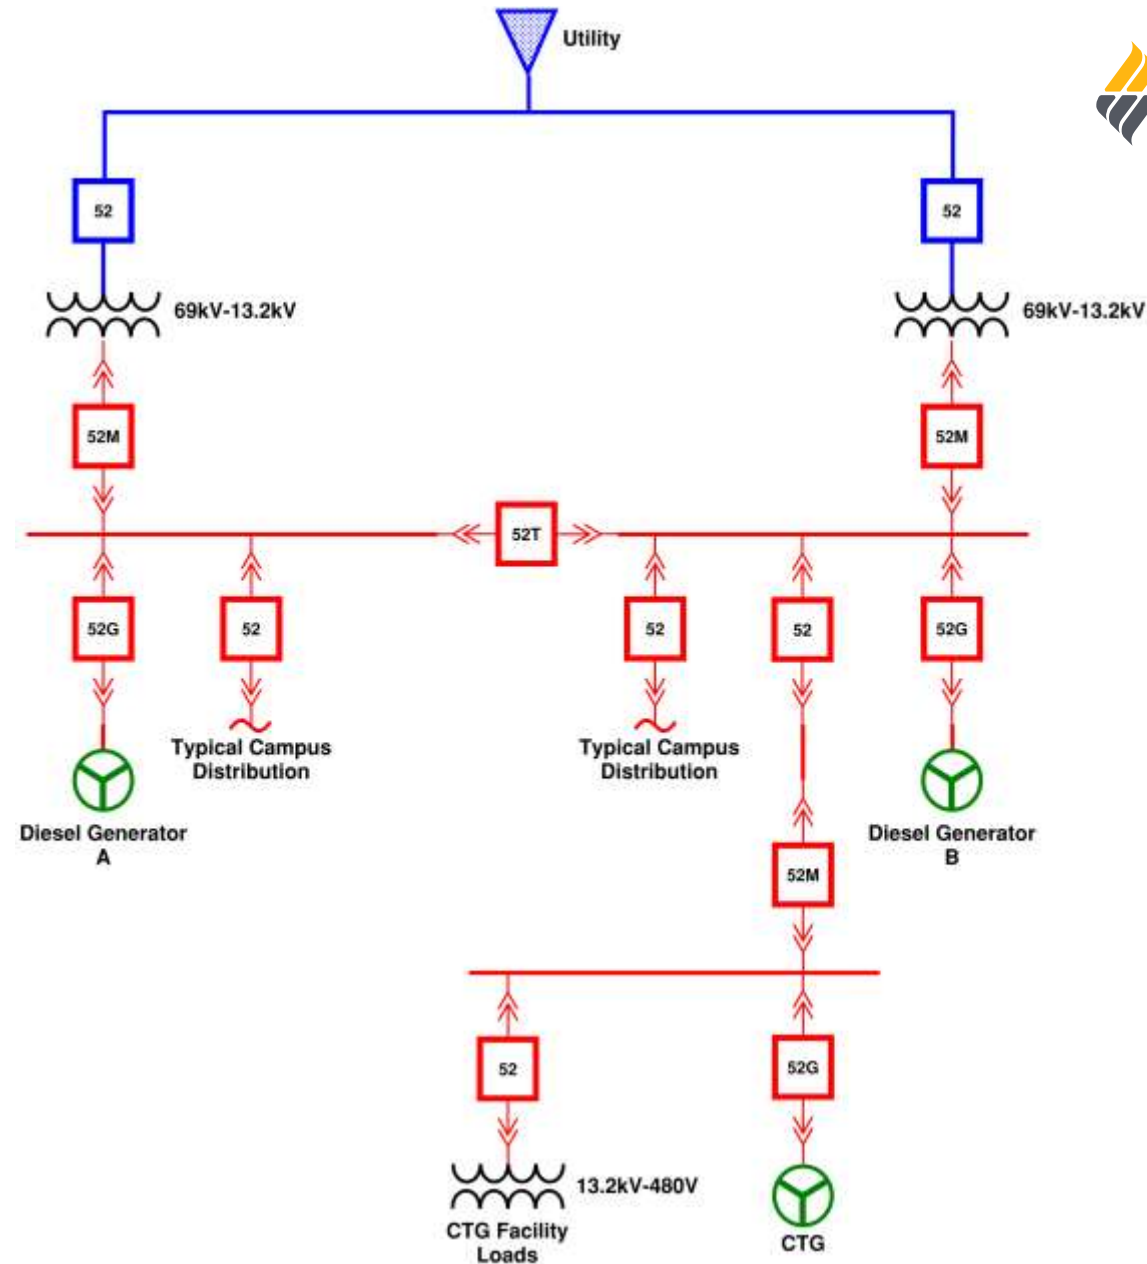 Utility
52
52
69kV-13.2kV
69kV-13.2kV
52M
52M
52T
52G
52
52
52
52G
Typical Campus
Distribution
Typical Campus
Distribution
Diesel Generator
A
Diesel Generator
B
52M
52
52G
13.2kV-480V
CTG Facility
Loads
CTG